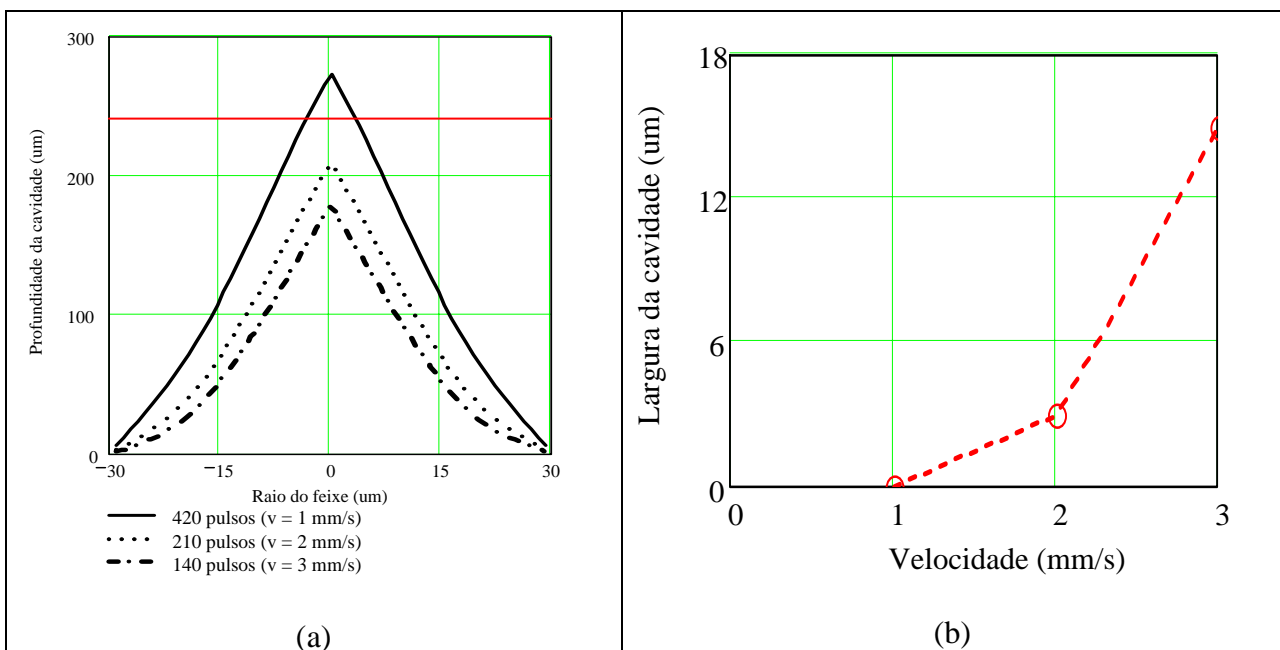 Profundidade da cavidade (um)
300
200
100
0
−30
−15
0
15
30
Raio do feixe (um)
420 pulsos (v = 1 mm/s)
210 pulsos (v = 2 mm/s)
140 pulsos (v = 3 mm/s)
(a)
Largura da cavidade (um)
18
12
6
0
0
1
2
3
Velocidade (mm/s)
(b)